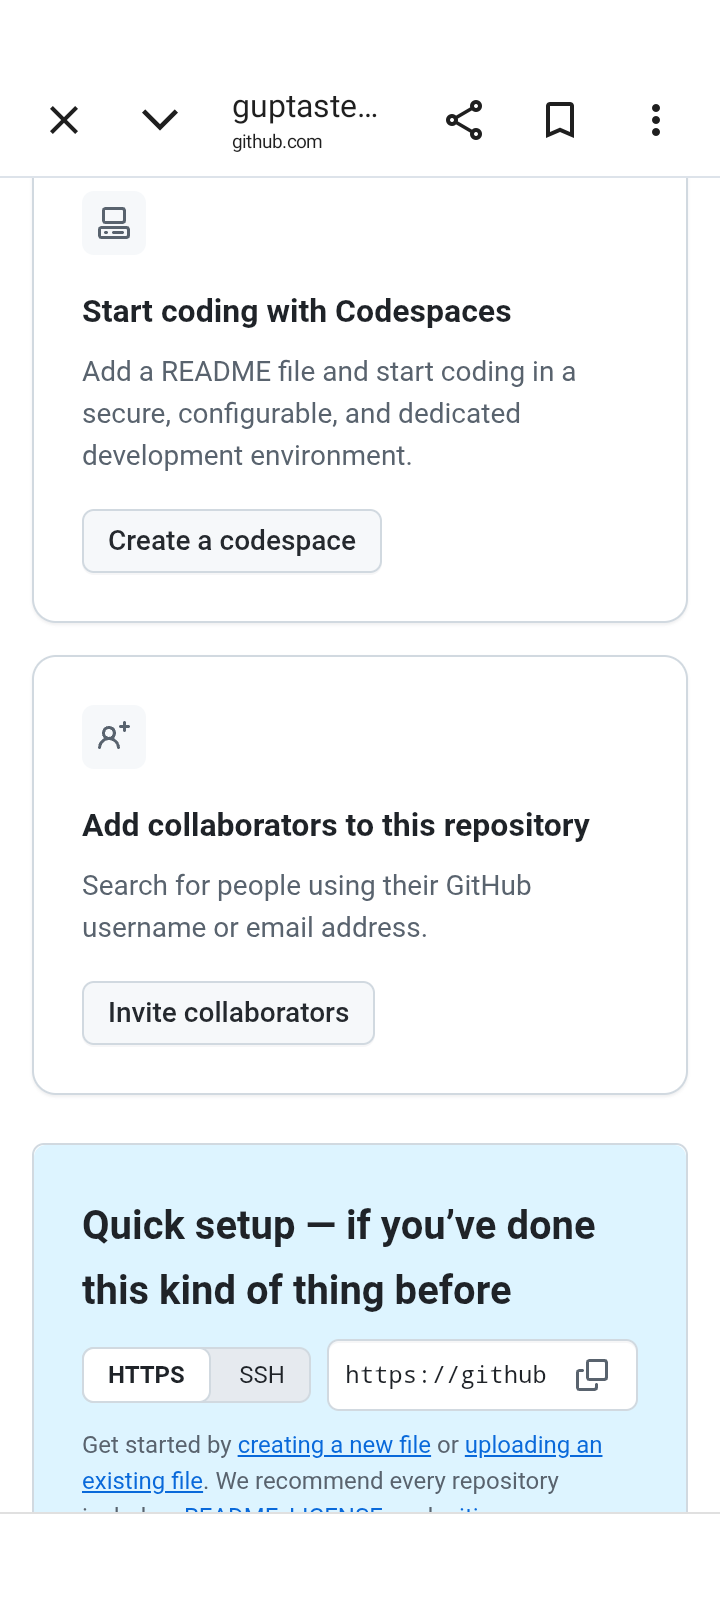 guptaste...
github.com
Start coding with Codespaces
Add a README file and start coding in a
secure, configurable, and dedicated
development environment.
Create a codespace
Add collaborators to this repository
Search for people using their GitHub
username or email address.
Invite collaborators
Quick setup — if you’ve done
this kind of thing before
HTTPS SSH https://github
Get started by creating a new file or uploading an
existing file. We recommend every repository